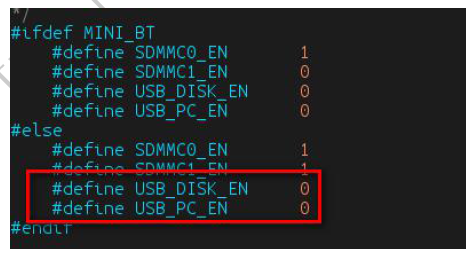 */
#ifdef MINI_BT
#define SDMMC0_EN 1
#define SDMMC1_EN 0
#define USB_DISK_EN 0
#define USB_PC_EN 0
#else
#define SDMMC0_EN 1
#define SDMMC1_EN 1
#define USB_DISK_EN 0
#define USB_PC_EN 0
#endif